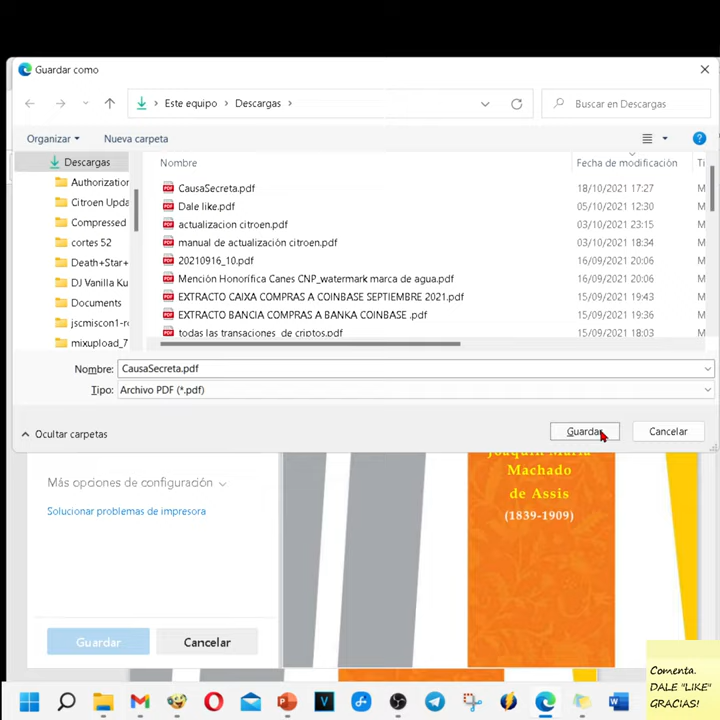 Guardar como
Este equipo
Descargas
Buscar en Descargas
Organizar
Nueva carpeta
Descargas
Authorization
Citroen Upda
Compressed
cortes 52
Death+Star+
DJ Vanilla Ku
Documents
jscmiscon1-ro
mixupload_7
Nombre
Fecha de modificación
Ti
CausaSecreta.pdf 18/10/2021 17:27 M
Dale like.pdf 05/10/2021 12:30 M
actualizacion citroen.pdf 03/10/2021 23:15 M
manual de actualización citroen.pdf 03/10/2021 18:34 M
20210916_10.pdf 16/09/2021 20:06 M
Mención Honorífica Canes CNP_watermark marca de agua.pdf 16/09/2021 20:06 M
EXTRACTO CAIXA COMPRAS A COINBASE SEPTIEMBRE 2021.pdf 15/09/2021 19:43 M
EXTRACTO BANCIA COMPRAS A BANKA COINBASE .pdf 15/09/2021 19:36 M
todas las transaciones de criptos.pdf 15/09/2021 18:03 M
Nombre: CausaSecreta.pdf
Tipo: Archivo PDF (*.pdf)
Ocultar carpetas
Guardar
Cancelar
Más opciones de configuración
Solucionar problemas de impresora
Guardar
Cancelar
Joaquim Maria
Machado
de Assis
(1839-1909)
Comenta.
DALE "LIKE"
GRACIAS!